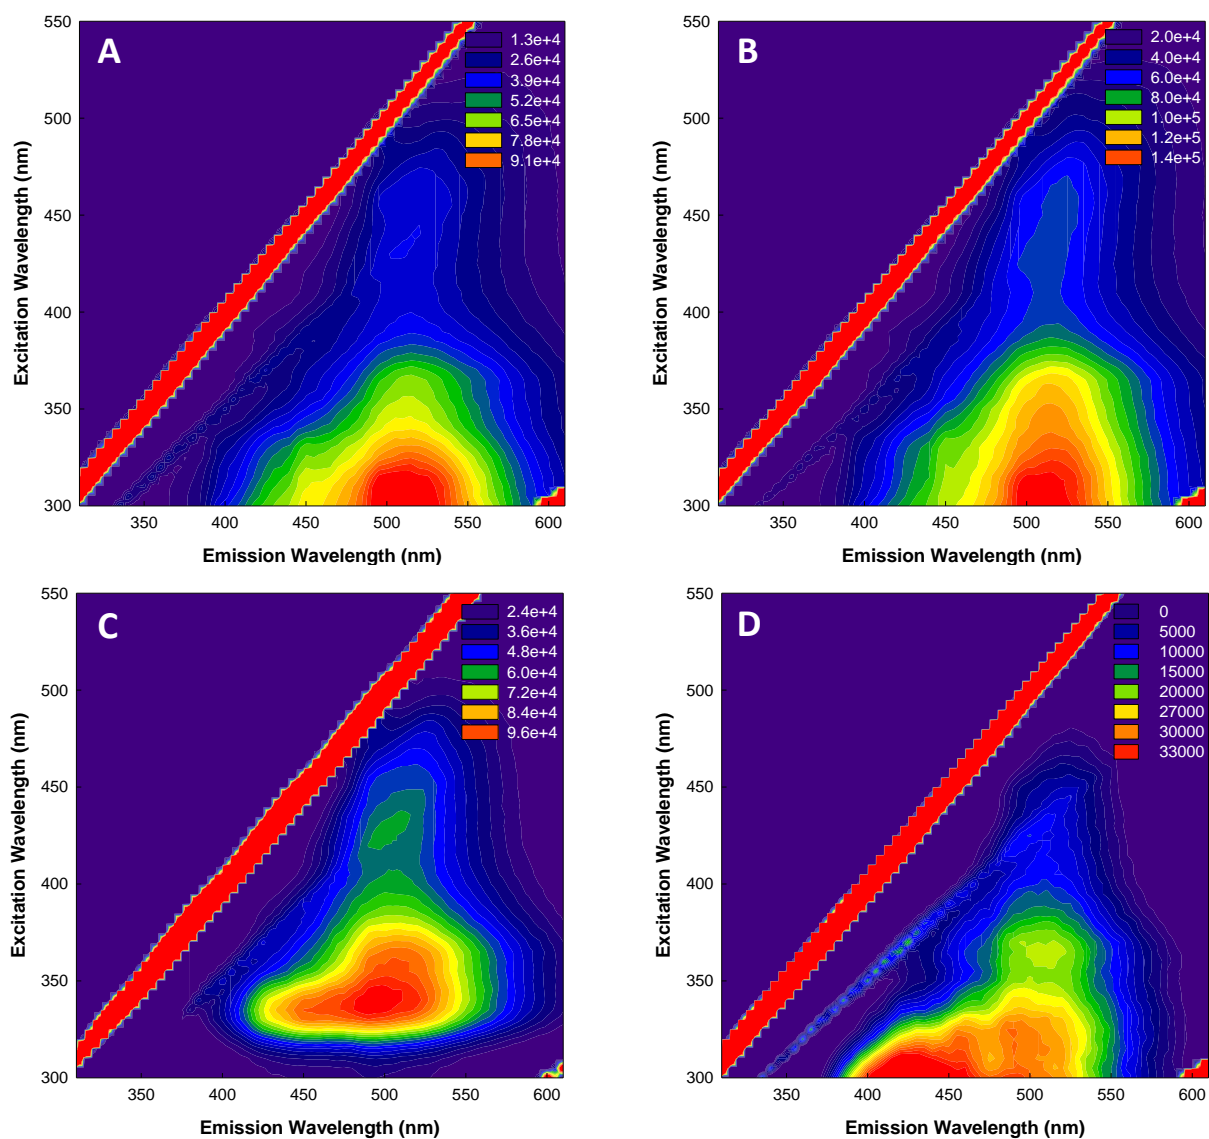 A
550
500
450
400
350
300
Excitation Wavelength (nm)
1.3e+4
2.6e+4
3.9e+4
5.2e+4
6.5e+4
7.8e+4
9.1e+4
350 400 450 500 550 600
Emission Wavelength (nm)
B
550
500
450
400
350
300
Excitation Wavelength (nm)
2.0e+4
4.0e+4
6.0e+4
8.0e+4
1.0e+5
1.2e+5
1.4e+5
350 400 450 500 550 600
Emission Wavelength (nm)
C
550
500
450
400
350
300
Excitation Wavelength (nm)
2.4e+4
3.6e+4
4.8e+4
6.0e+4
7.2e+4
8.4e+4
9.6e+4
350 400 450 500 550 600
Emission Wavelength (nm)
D
550
500
450
400
350
300
Excitation Wavelength (nm)
0
5000
10000
15000
20000
27000
30000
33000
350 400 450 500 550 600
Emission Wavelength (nm)